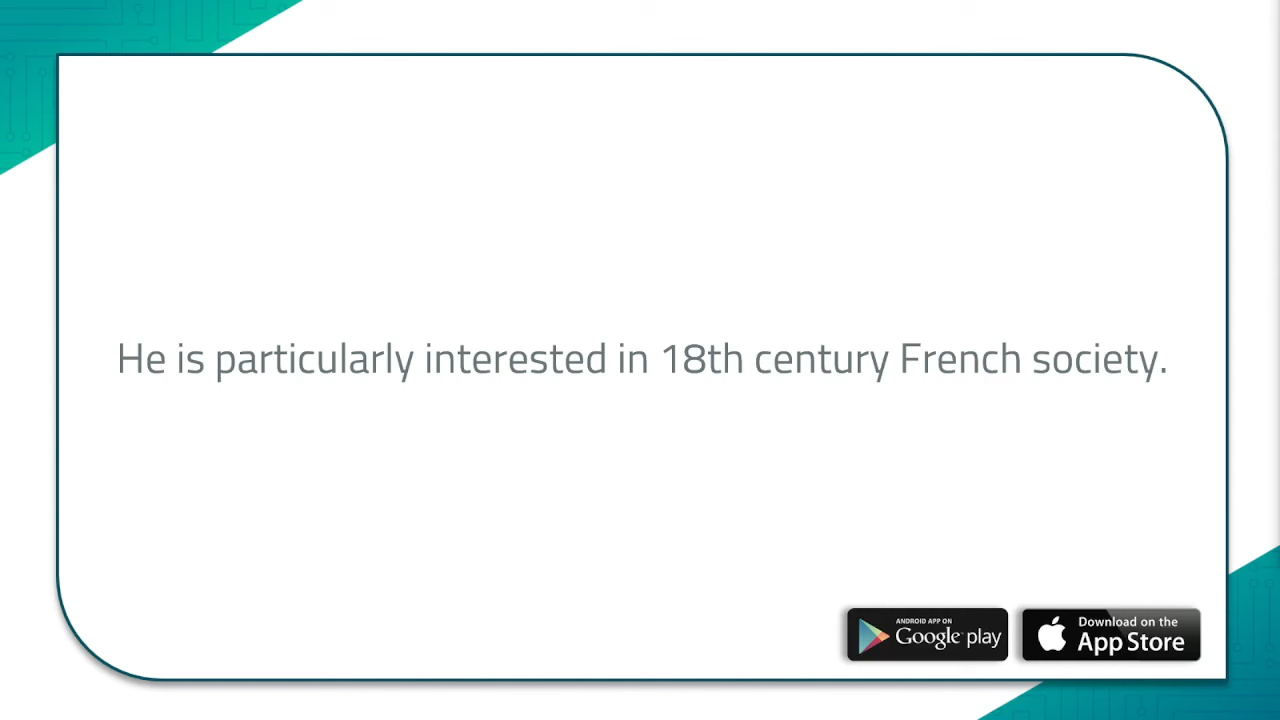 He is particularly interested in 18th century French society.
ANDROID APP ON
Google play
Download on the
App Store